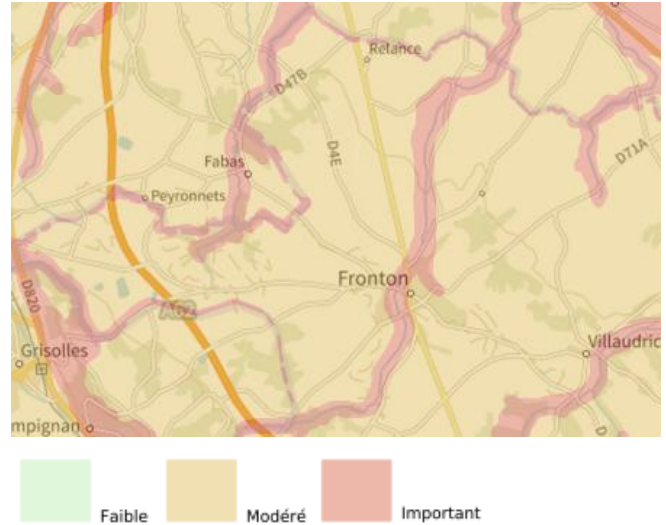 Relance
D47B
D4E
D71A
Fabas
Peyronnets
Fronton
D820
A62
Grisolles
Villaudric
mpignan
D
Faible
Modéré
Important